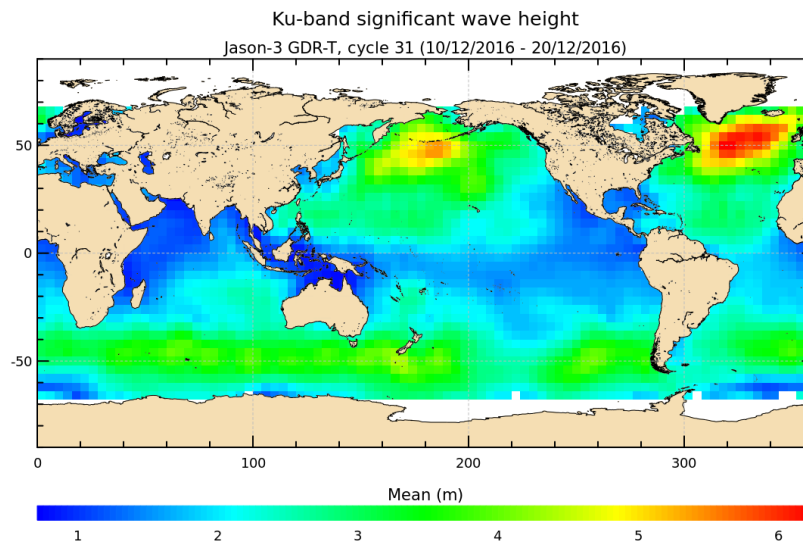 Ku-band significant wave height
Jason-3 GDR-T, cycle 31 (10/12/2016 - 20/12/2016)
50
0
-50
0 100 200 300
Mean (m)
1 2 3 4 5 6